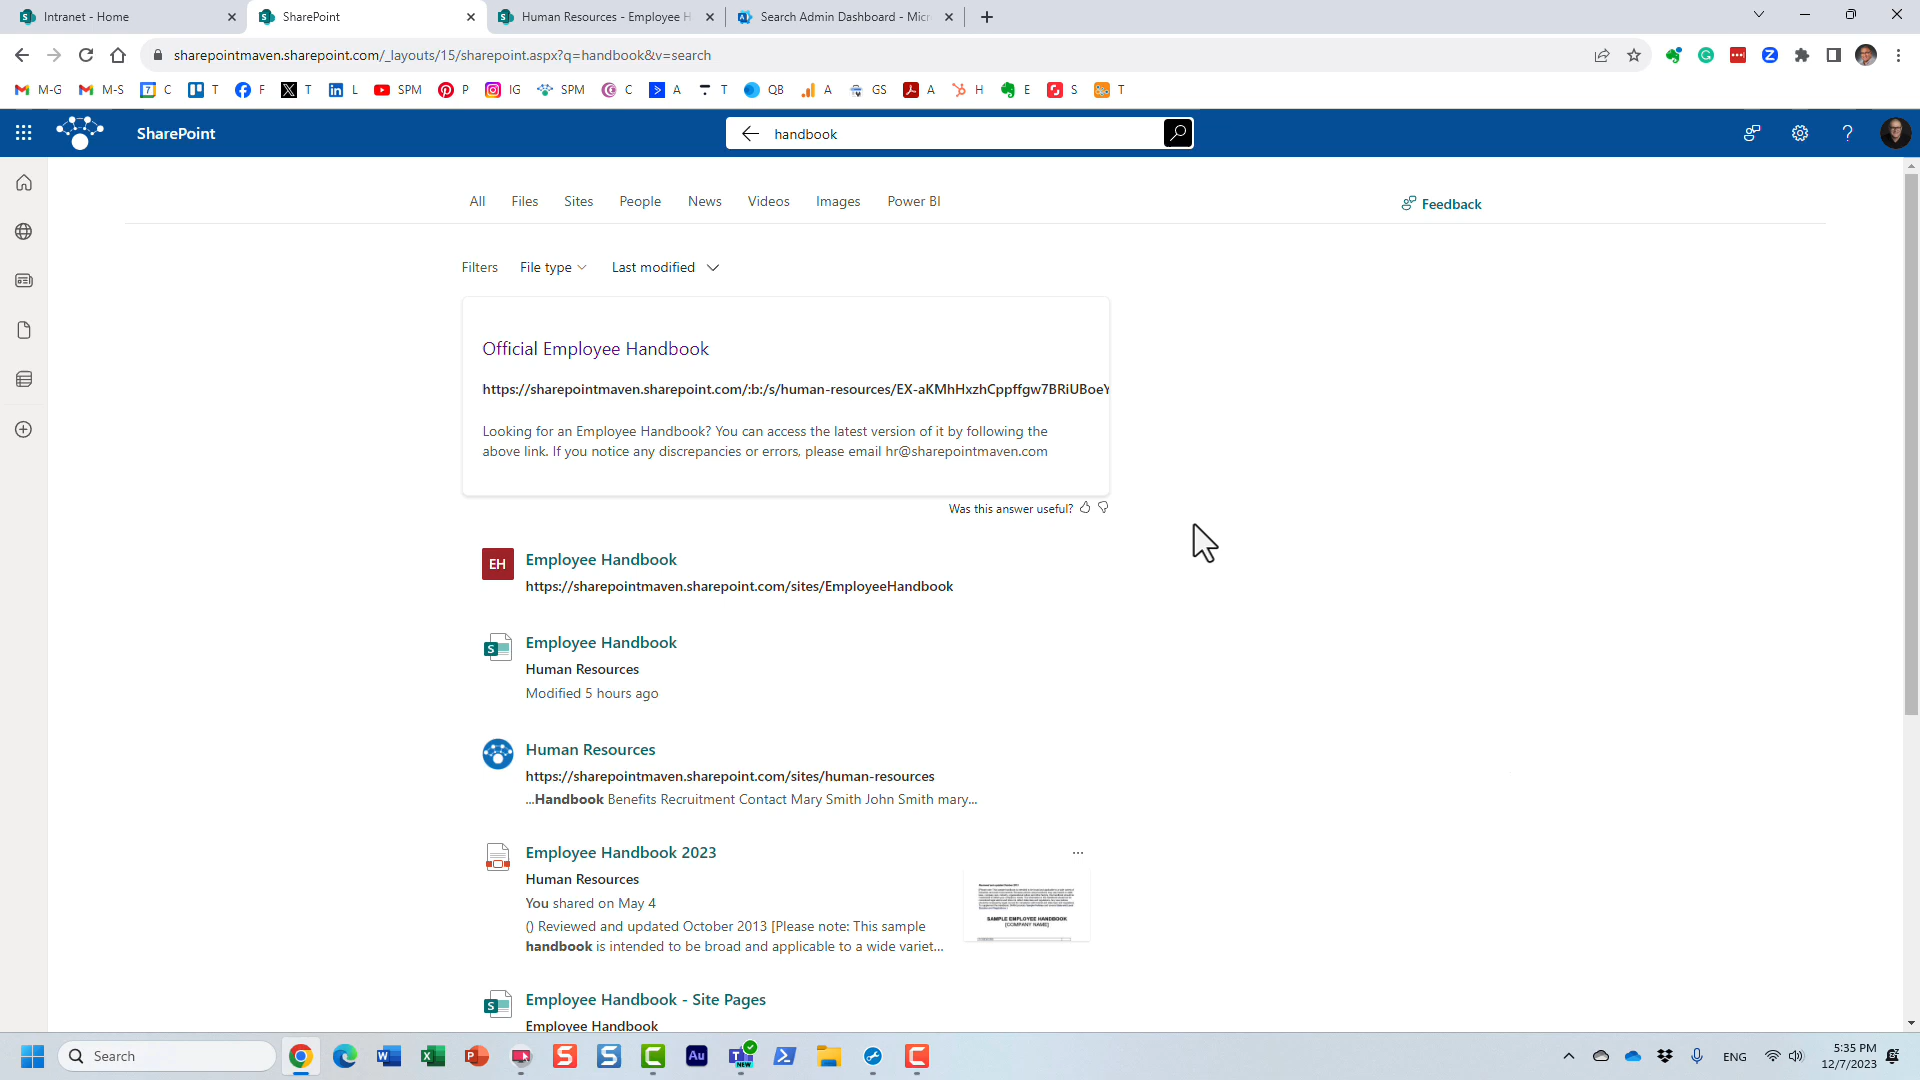 Intranet - Home
SharePoint
Human Resources - Employee H
Search Admin Dashboard - Micr
sharepointmaven.sharepoint.com/_layouts/15/sharepoint.aspx?q=handbook&v=search
M-G
M-S
7 C
T
F
T
L
SPM
P
IG
SPM
C
A
T
QB
A
GS
A
H
E
S
T
SharePoint
handbook
All
Files
Sites
People
News
Videos
Images
Power BI
Feedback
Filters
File type
Last modified
Official Employee Handbook
https://sharepointmaven.sharepoint.com/:b:/s/human-resources/EX-aKMhHxzhCppffgw7BRiUBoeY
Looking for an Employee Handbook? You can access the latest version of it by following the
above link. If you notice any discrepancies or errors, please email hr@sharepointmaven.com
Was this answer useful?
EH
Employee Handbook
https://sharepointmaven.sharepoint.com/sites/EmployeeHandbook
Employee Handbook
Human Resources
Modified 5 hours ago
Human Resources
https://sharepointmaven.sharepoint.com/sites/human-resources
...Handbook Benefits Recruitment Contact Mary Smith John Smith mary...
Employee Handbook 2023
Human Resources
You shared on May 4
() Reviewed and updated October 2013 [Please note: This sample
handbook is intended to be broad and applicable to a wide variet...
SAMPLE EMPLOYEE HANDBOOK
[COMPANY NAME]
Employee Handbook - Site Pages
Employee Handbook
Search
Au
NEW
ENG
5:35 PM
12/7/2023